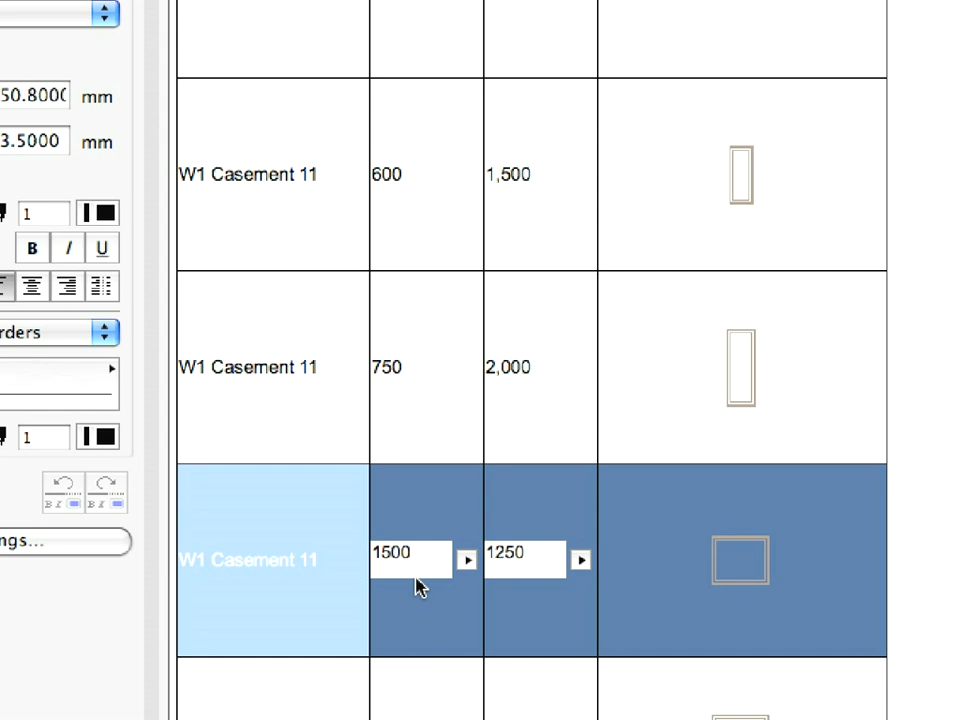 50.800(
mm
3.5000
mm
W1 Casement 11 600 1,500
1
B I U
rders
W1 Casement 11 750 2,000
1
B I B I
ngs...
W1 Casement 11 1500 1250